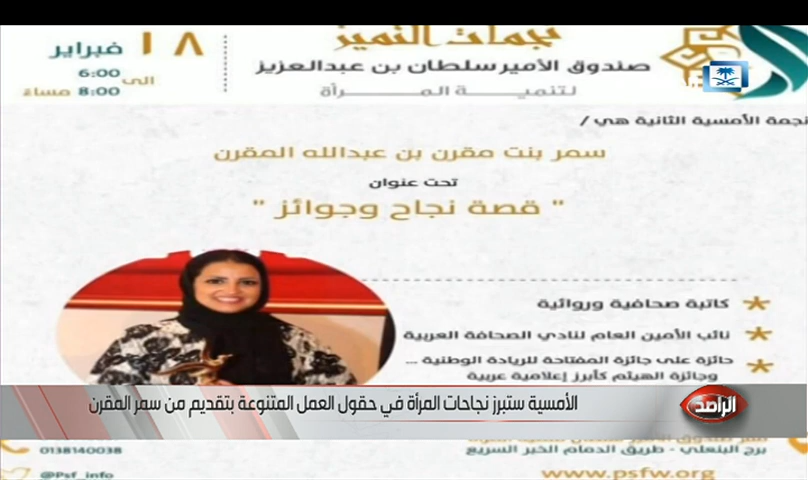 نجمات التميز
صندوق الأمير سلطان بن عبدالعزيز
لتنمية المرأة
١٨ فبراير
6:00
الى
8:00 مساءً
نجمة الأمسية الثانية هي /
سمر بنت مقرن بن عبدالله المقرن
تحت عنوان
" قصة نجاح وجوائز "
كاتبة صحافية وروائية
نائب الأمين العام لنادي الصحافة العربية
حائزة على جائزة المفتاحة للريادة الوطنية ...
وجائزة الهيثم كأبرز إعلامية عربية
الراصد
الأمسية ستبرز نجاحات المرأة في حقول العمل المتنوعة بتقديم من سمر المقرن
برج البنعلي - طريق الدمام الخبر السريع
0138140038
www.psfw.org
@Psf_info